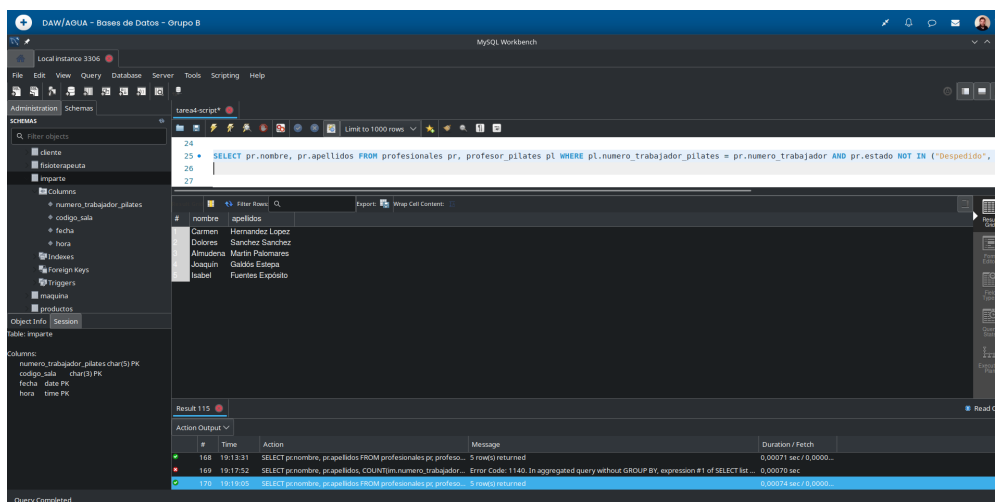 DAW/AGUA – Bases de Datos – Grupo B
MySQL Workbench
Local instance 3306
File Edit View Query Database Server Tools Scripting Help
Administration Schemas
tarea4-script*
SCHEMAS
Filter objects
Limit to 1000 rows
cliente
fisioterapeuta
imparte
Columns
numero_trabajador_pilates
codigo_sala
fecha
hora
Indexes
Foreign Keys
Triggers
maquina
productos
24
25 SELECT pr.nombre, pr.apellidos FROM profesionales pr, profesor_pilates pl WHERE pl.numero_trabajador_pilates = pr.numero_trabajador AND pr.estado NOT IN ("Despedido",
26
27
Filter Rows: Export: Wrap Cell Content:
# nombre apellidos
1 Carmen Hernandez Lopez
2 Dolores Sanchez Sanchez
3 Almudena Martin Palomares
4 Joaquín Galdós Estepa
5 Isabel Fuentes Expósito
Object Info Session
Table: imparte
Columns:
numero_trabajador_pilates char(5) PK
codigo_sala char(3) PK
fecha date PK
hora time PK
Result 115
Read O
Action Output
# Time Action Message Duration / Fetch
168 19:13:31 SELECT pr.nombre, pr.apellidos FROM profesionales pr, profeso... 5 row(s) returned 0,00071 sec / 0,0000...
169 19:17:52 SELECT pr.nombre, pr.apellidos, COUNT(im.numero_trabajador... Error Code: 1140. In aggregated query without GROUP BY, expression #1 of SELECT list ... 0,00070 sec
170 19:19:05 SELECT pr.nombre, pr.apellidos FROM profesionales pr, profeso... 5 row(s) returned 0,00074 sec / 0,0000...
Query Completed